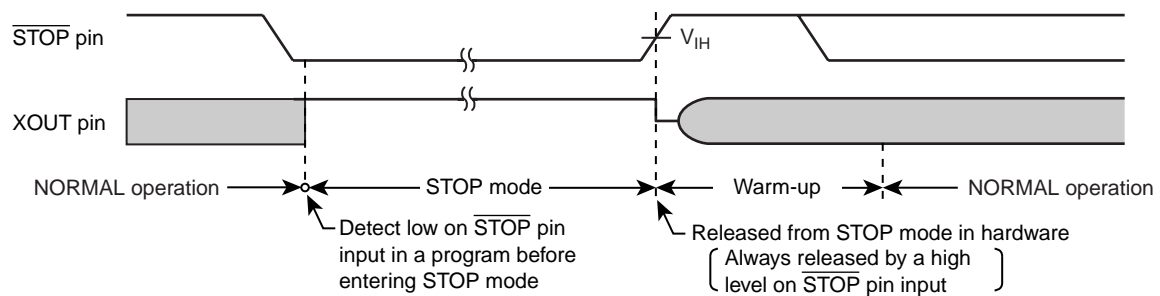 STOP pin
VIH
XOUT pin
NORMAL operation
STOP mode
Warm-up
NORMAL operation
Detect low on STOP pin
input in a program before
entering STOP mode
Released from STOP mode in hardware
Always released by a high
level on STOP pin input